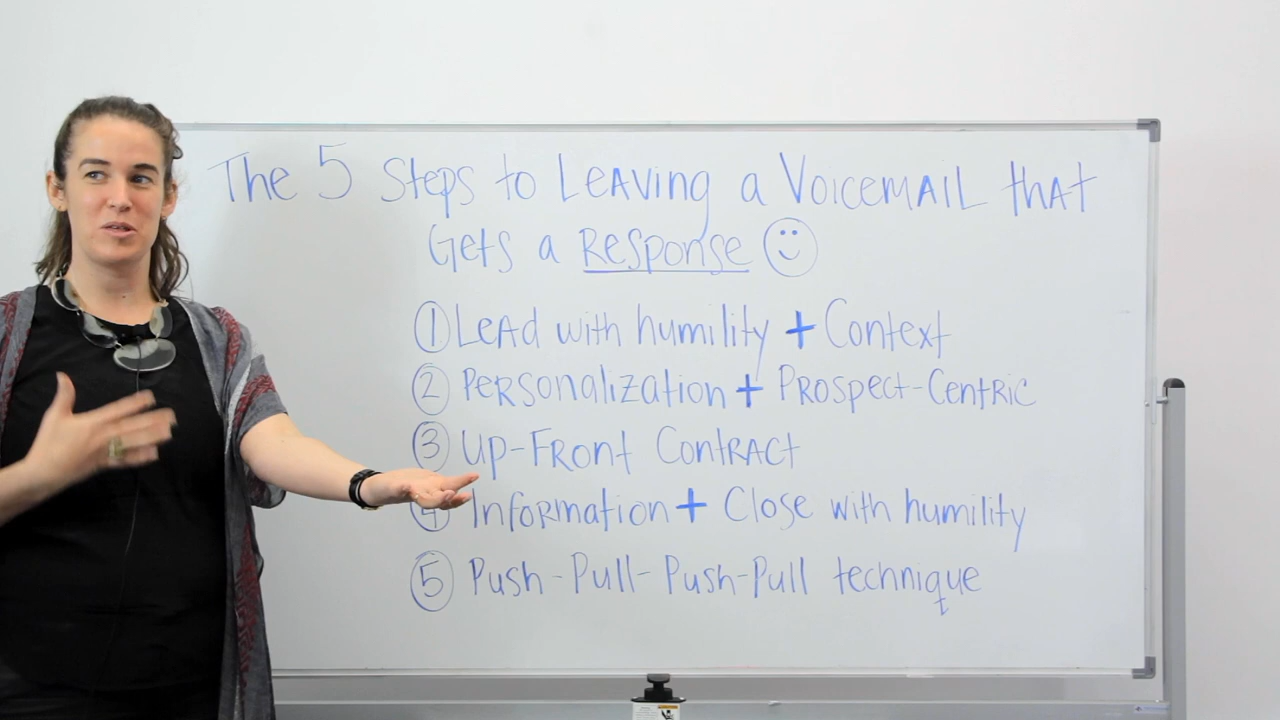 The 5 Steps to Leaving a Voicemail that
Gets a Response
① Lead with humility + Context
② Personalization + Prospect-Centric
③ Up-Front Contract
④ Information + Close with humility
⑤ Push-Pull-Push-Pull technique